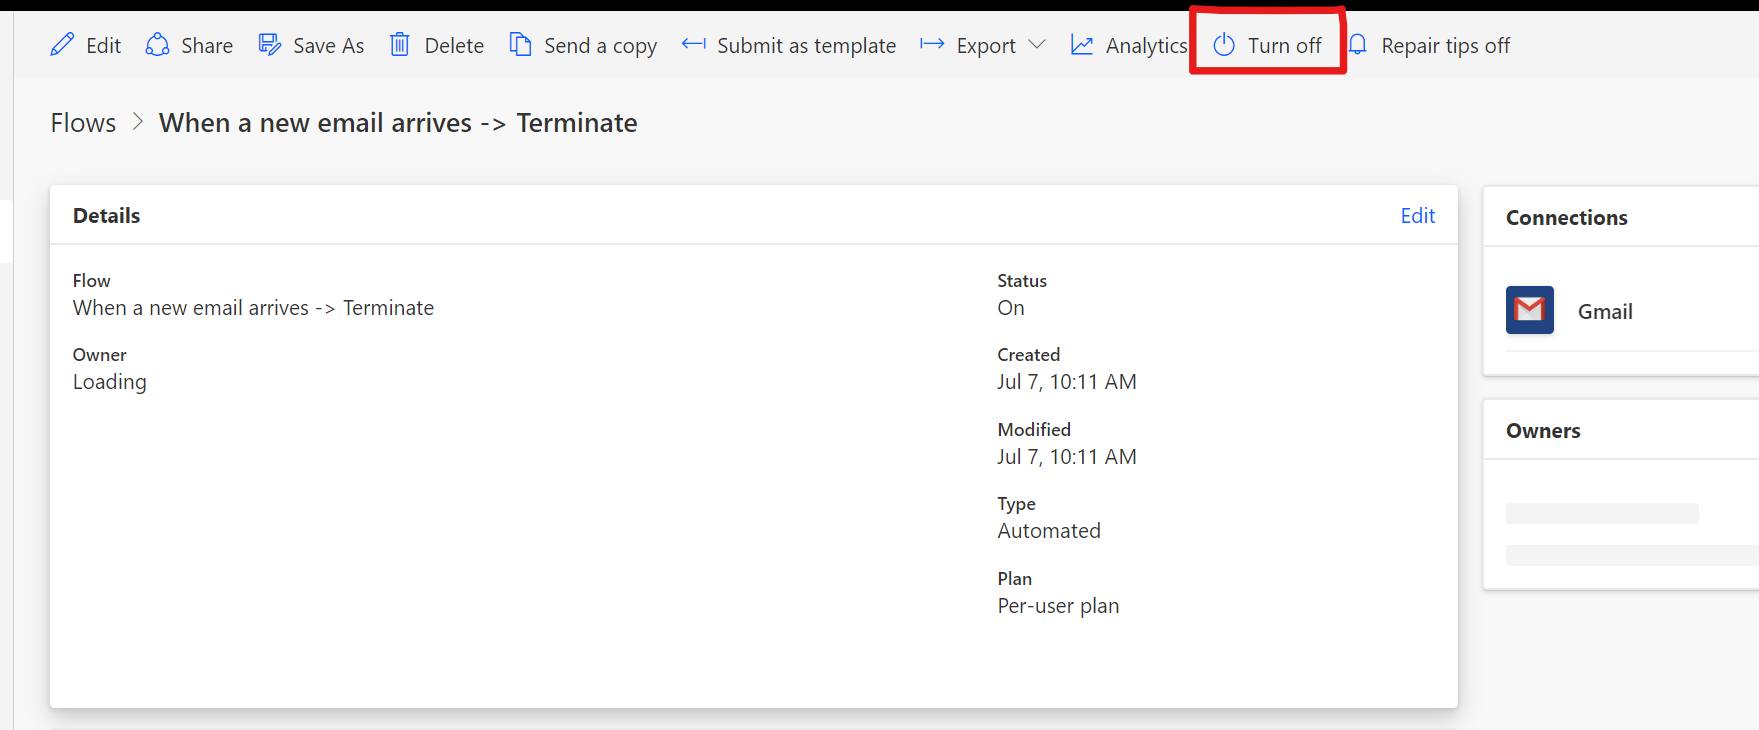 Edit Share Save As Delete Send a copy Submit as template Export Analytics Turn off Repair tips off
Flows > When a new email arrives -> Terminate
Details Edit
Flow
When a new email arrives -> Terminate
Owner
Loading
Status
On
Created
Jul 7, 10:11 AM
Modified
Jul 7, 10:11 AM
Type
Automated
Plan
Per-user plan
Connections
Gmail
Owners